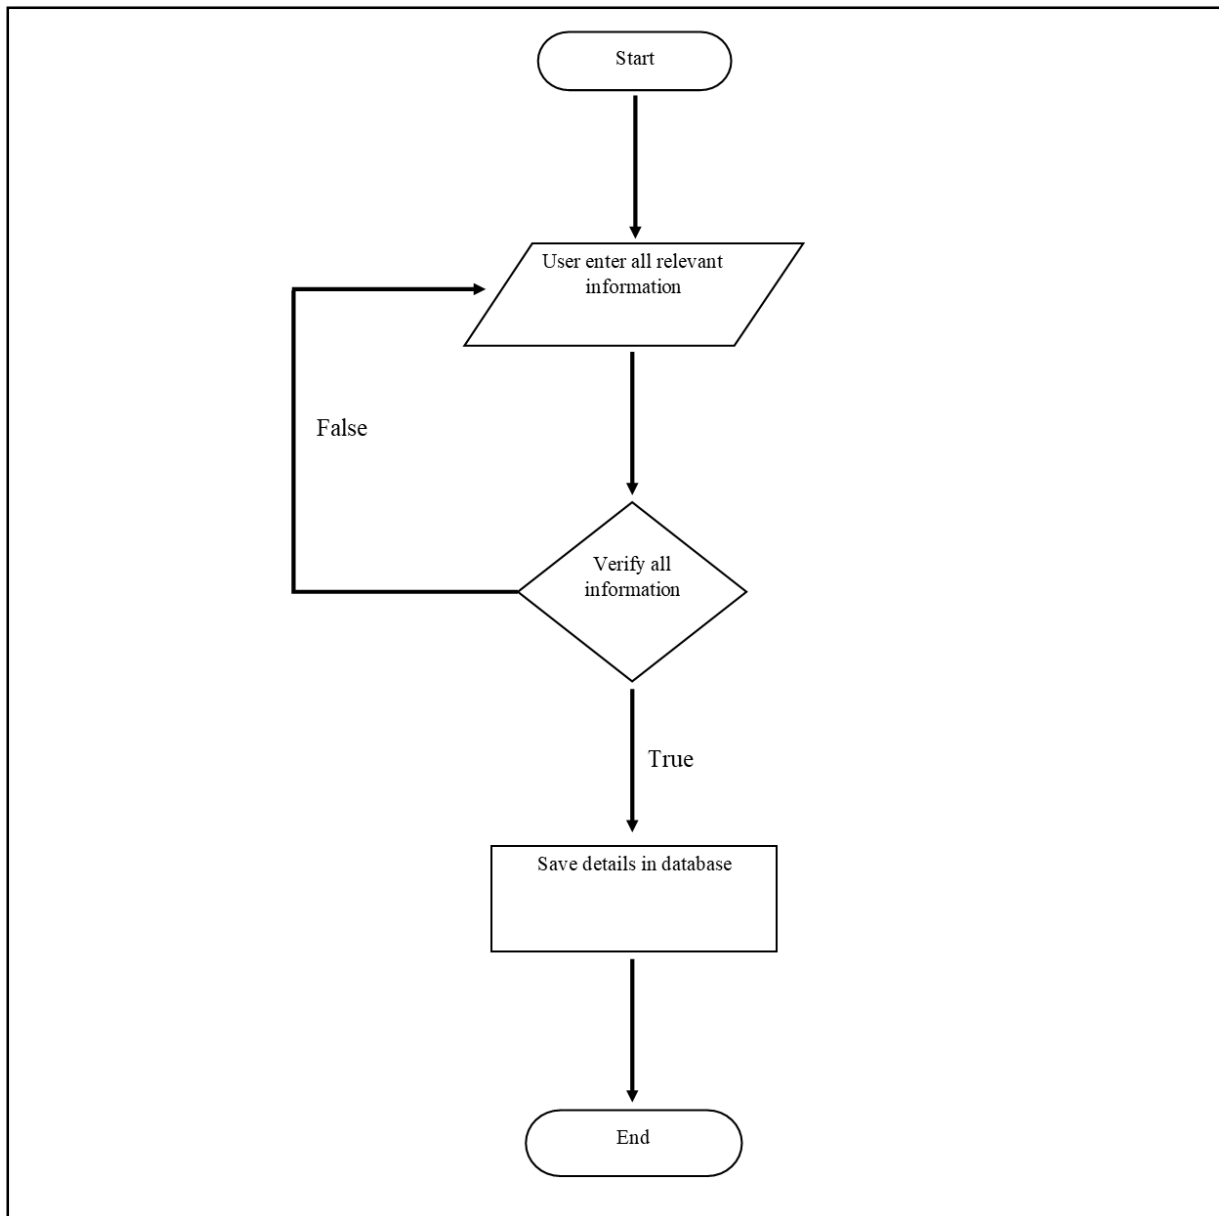 Start
User enter all relevant
information
False
Verify all
information
True
Save details in database
End